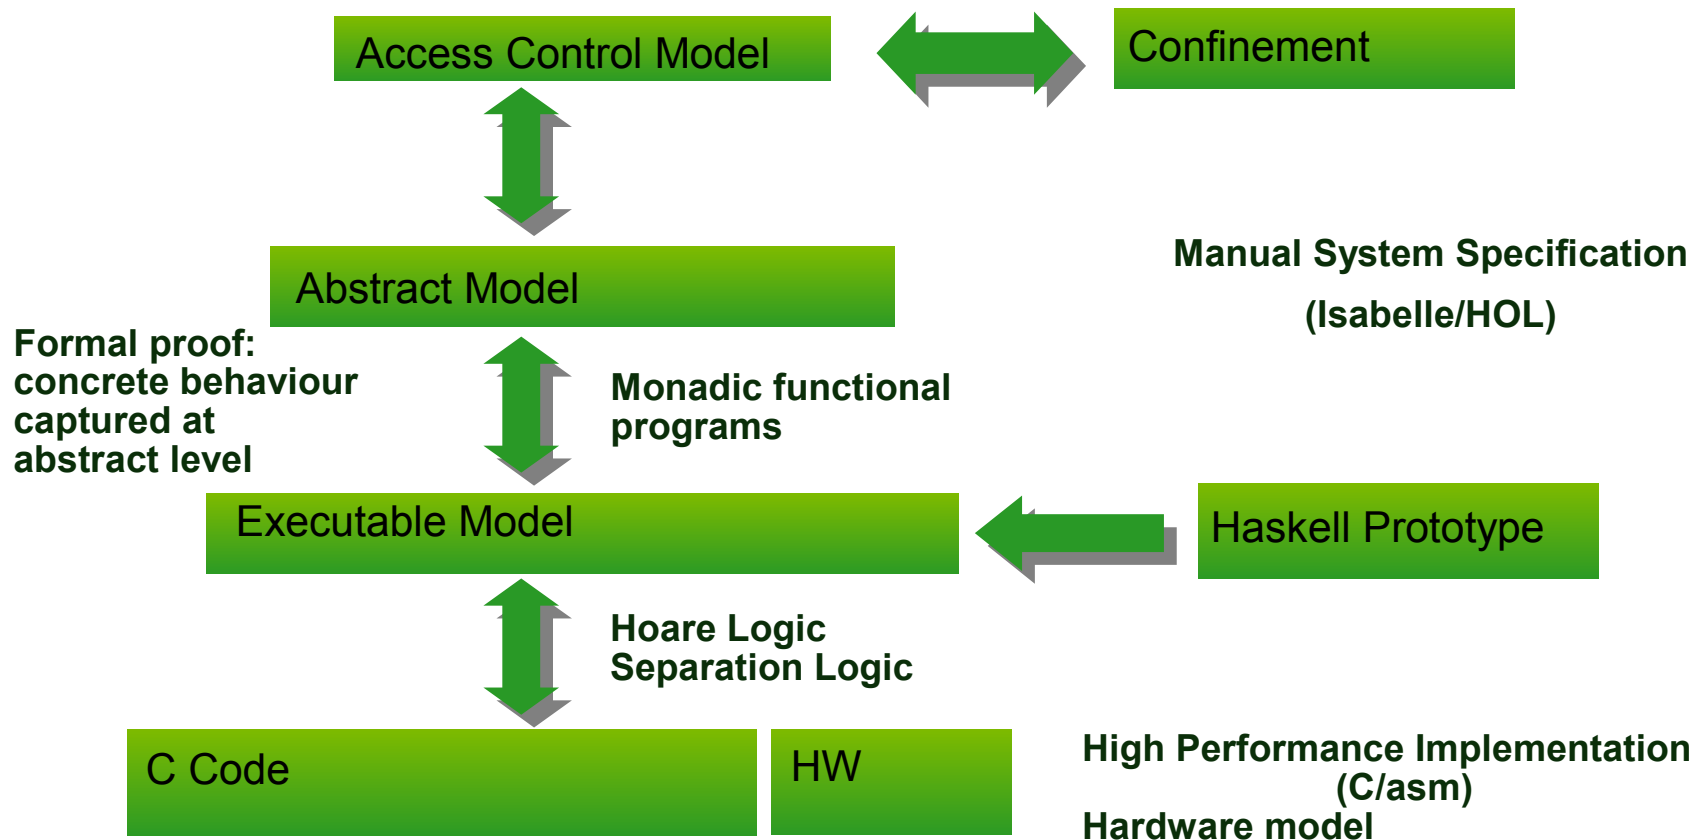 Access Control Model
Confinement
Abstract Model
Manual System Specification
(Isabelle/HOL)
Formal proof:
concrete behaviour
captured at
abstract level
Monadic functional
programs
Executable Model
Haskell Prototype
Hoare Logic
Separation Logic
C Code
HW
High Performance Implementation
(C/asm)
Hardware model